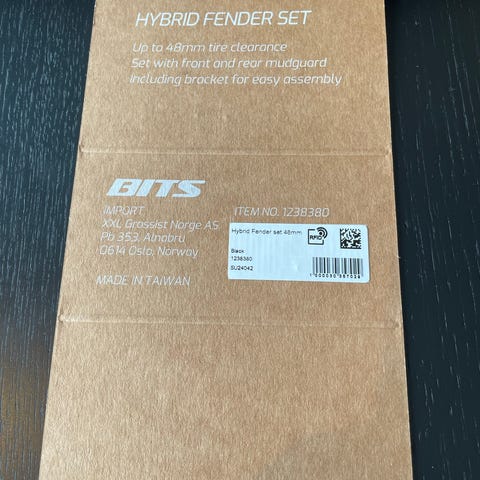 HYBRID FENDER SET
Up to 48mm tire clearance
Set with front and rear mudguard
Including bracket for easy assembly
BITS
IMPORT
XXL Grossist Norge AS
Pb 353, Alnabru
0614 Oslo, Norway
MADE IN TAIWAN
ITEM NO. 1238380
Hybrid Fender set 48mm
RFID
Black
1238380
SU24042